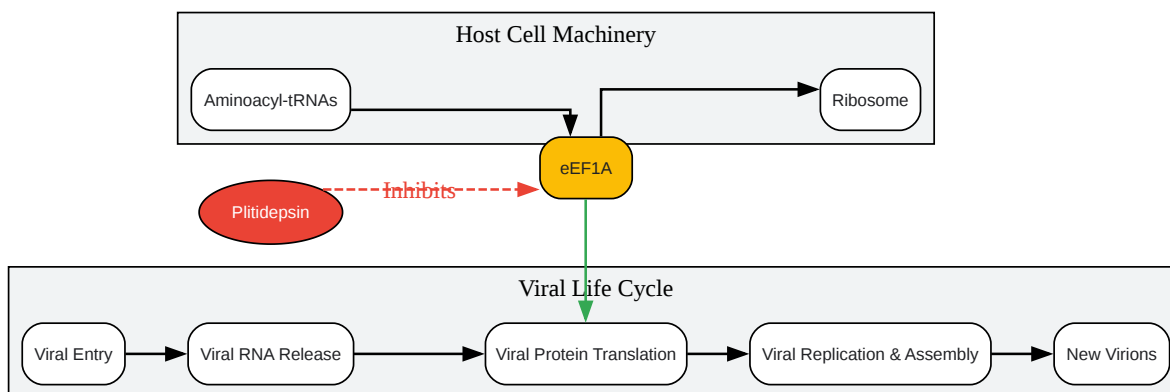 Host Cell Machinery
Aminoacyl-tRNAs
Ribosome
eEF1A
Inhibits
Plitidepsin
Viral Life Cycle
Viral Entry
Viral RNA Release
Viral Protein Translation
Viral Replication & Assembly
New Virions